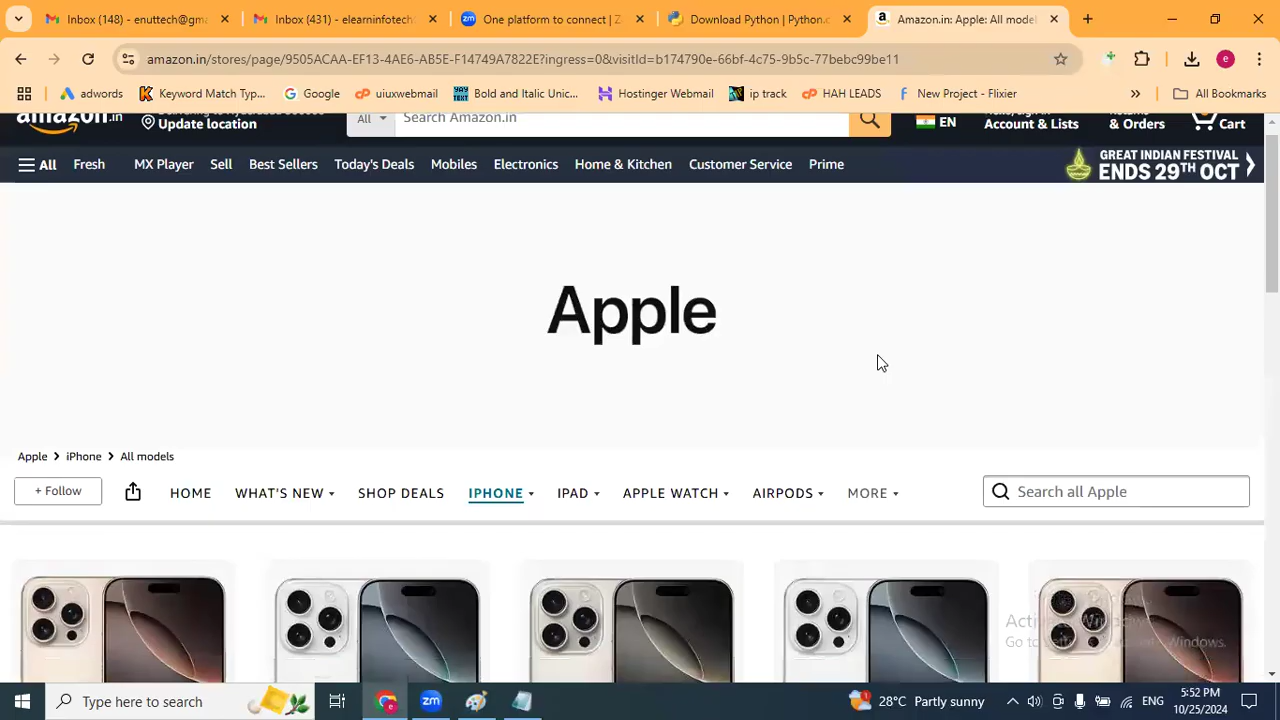 Inbox (148) - enuttech@gma
Inbox (431) - elearninfotech
One platform to connect | Z
Download Python | Python.o
Amazon.in: Apple: All model
amazon.in/stores/page/9505ACAA-EF13-4AE6-AB5E-F14749A7822E?ingress=0&visitId=b174790e-66bf-4c75-9b5c-77bebc99be11
adwords
Keyword Match Typ...
Google
uiuxwebmail
Bold and Italic Unic...
Hostinger Webmail
ip track
HAH LEADS
New Project - Flixier
All Bookmarks
amazon.in
Update location
All
Search Amazon.in
EN
Account & Lists
& Orders
Cart
All
Fresh
MX Player
Sell
Best Sellers
Today's Deals
Mobiles
Electronics
Home & Kitchen
Customer Service
Prime
GREAT INDIAN FESTIVAL
ENDS 29TH OCT
Apple
Apple > iPhone > All models
+ Follow
HOME
WHAT'S NEW
SHOP DEALS
IPHONE
IPAD
APPLE WATCH
AIRPODS
MORE
Search all Apple
Type here to search
28°C Partly sunny
ENG
5:52 PM
10/25/2024